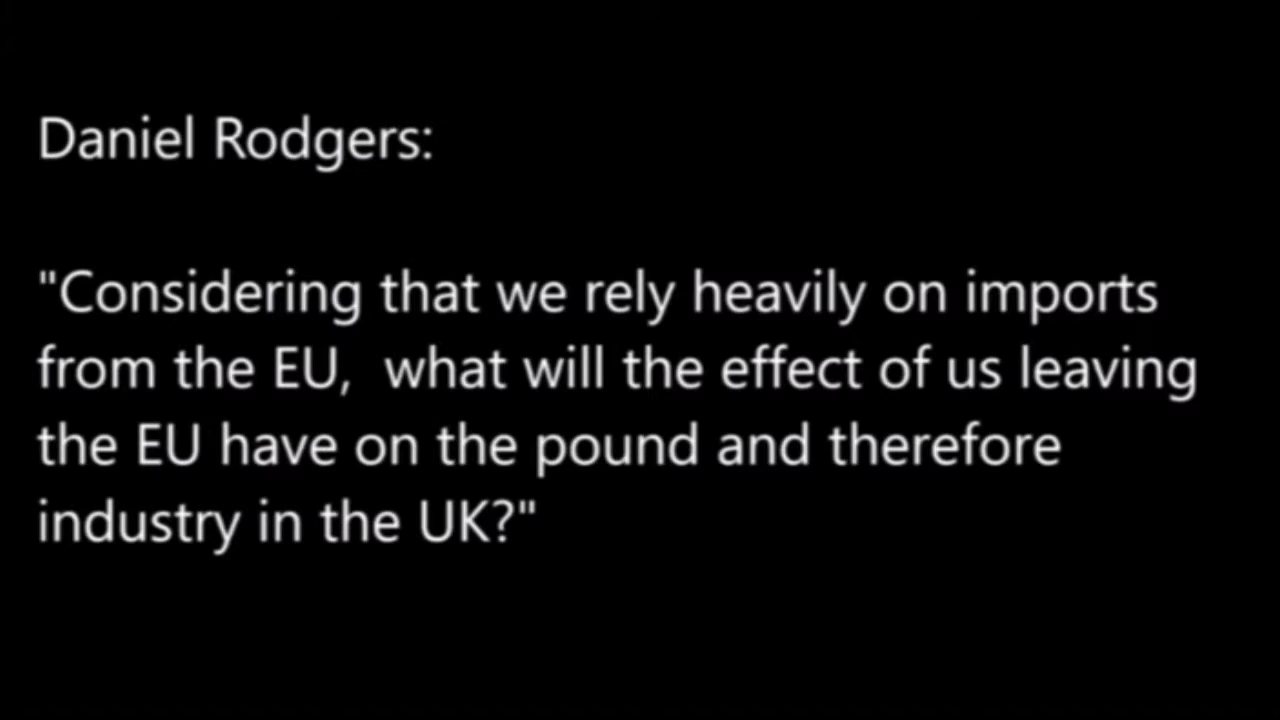 Daniel Rodgers:
"Considering that we rely heavily on imports
from the EU,  what will the effect of us leaving
the EU have on the pound and therefore
industry in the UK?"